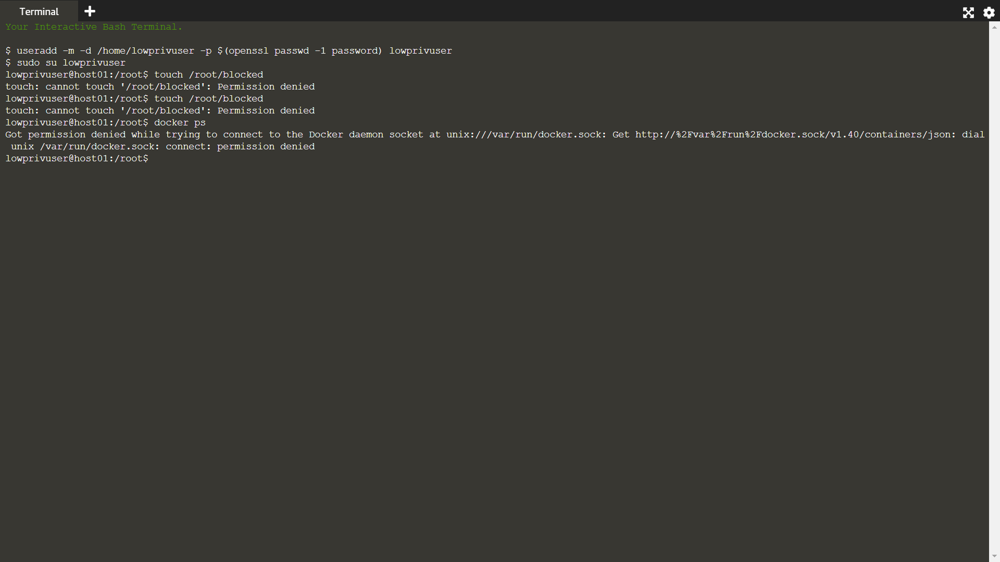 Terminal
Your Interactive Bash Terminal.
$ useradd -m -d /home/lowprivuser -p $(openssl passwd -1 password) lowprivuser
$ sudo su lowprivuser
lowprivuser@host01:/root$ touch /root/blocked
touch: cannot touch '/root/blocked': Permission denied
lowprivuser@host01:/root$ touch /root/blocked
touch: cannot touch '/root/blocked': Permission denied
lowprivuser@host01:/root$ docker ps
Got permission denied while trying to connect to the Docker daemon socket at unix:///var/run/docker.sock: Get http://%2Fvar%2Frun%2Fdocker.sock/v1.40/containers/json: dial
unix /var/run/docker.sock: connect: permission denied
lowprivuser@host01:/root$